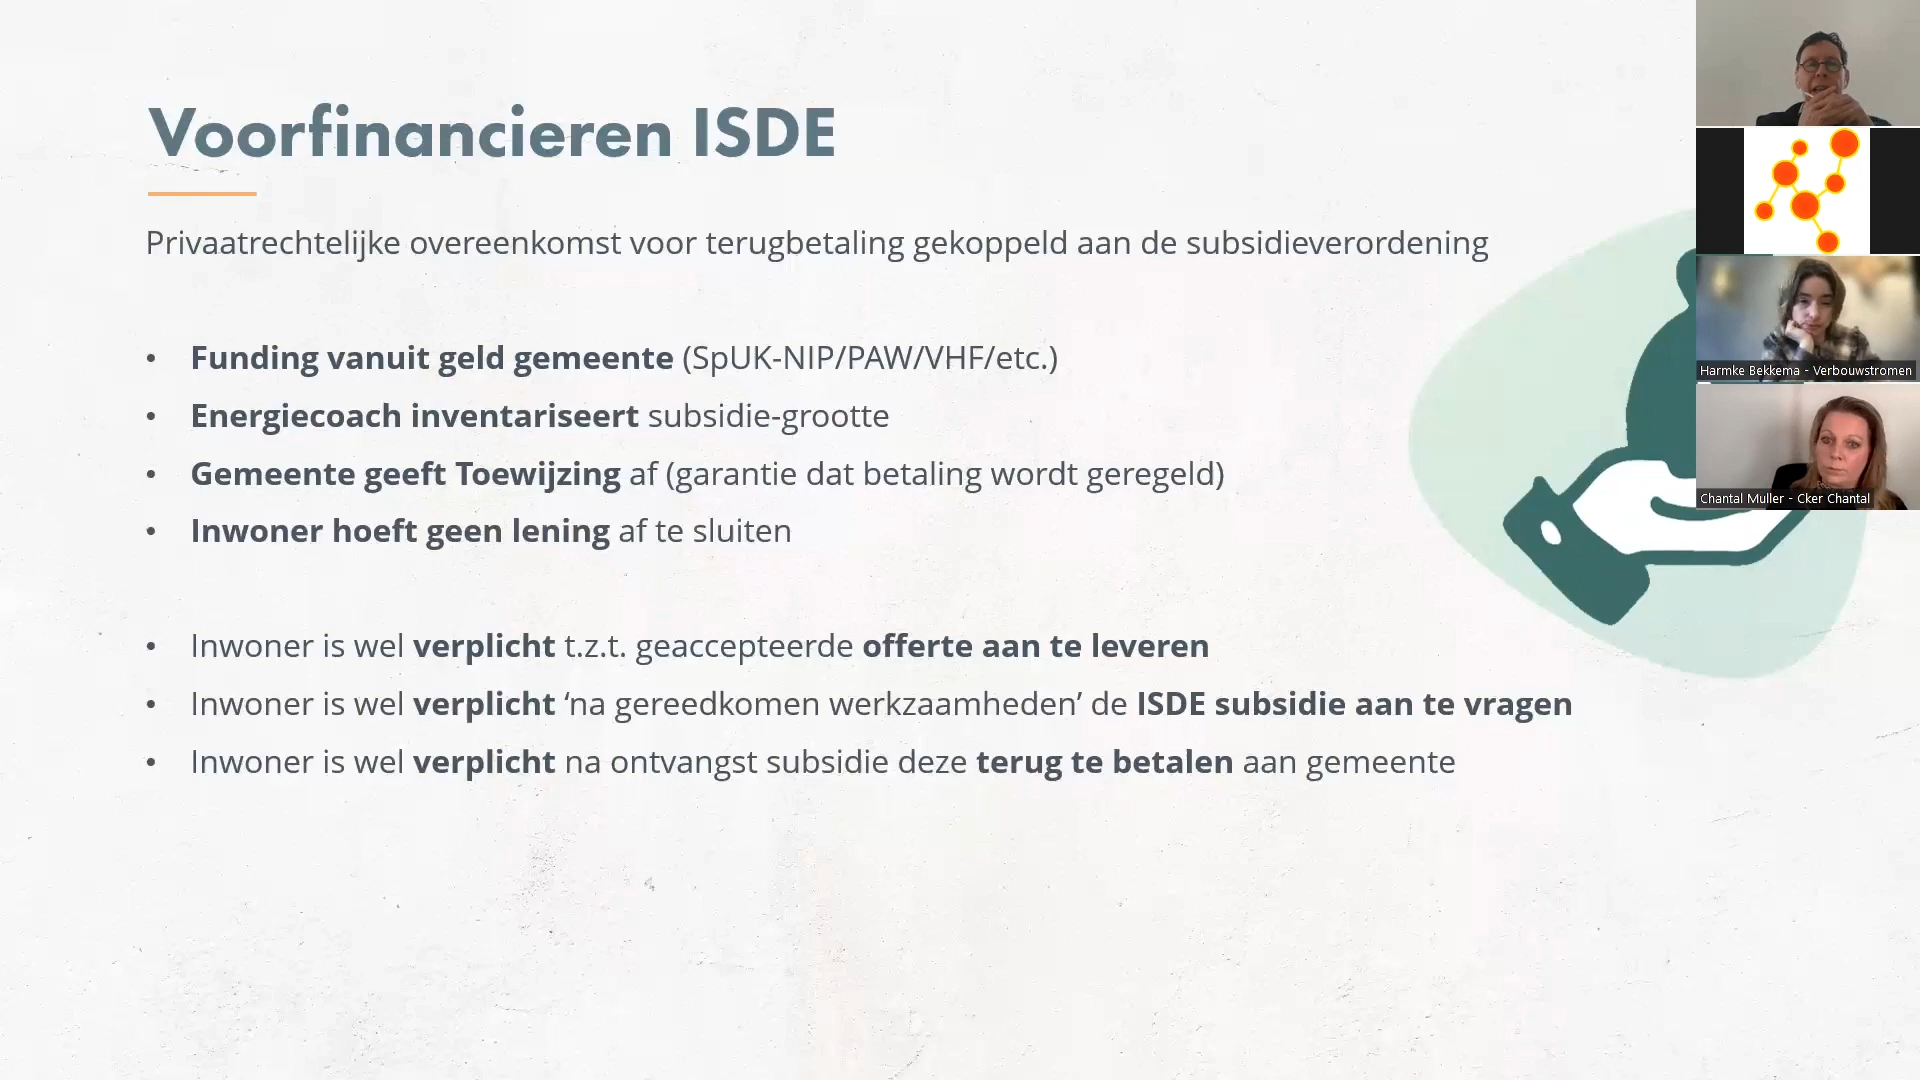 Voorfinancieren ISDE
Privaatrechtelijke overeenkomst voor terugbetaling gekoppeld aan de subsidieverordening
• Funding vanuit geld gemeente (SpUK-NIP/PAW/VHF/etc.)
• Energiecoach inventariseert subsidie-grootte
• Gemeente geeft Toewijzing af (garantie dat betaling wordt geregeld)
• Inwoner hoeft geen lening af te sluiten
• Inwoner is wel verplicht t.z.t. geaccepteerde offerte aan te leveren
• Inwoner is wel verplicht ‘na gereedkomen werkzaamheden’ de ISDE subsidie aan te vragen
• Inwoner is wel verplicht na ontvangst subsidie deze terug te betalen aan gemeente
Harmke Bekkema - Verbouwstromen
Chantal Muller - Cker Chantal